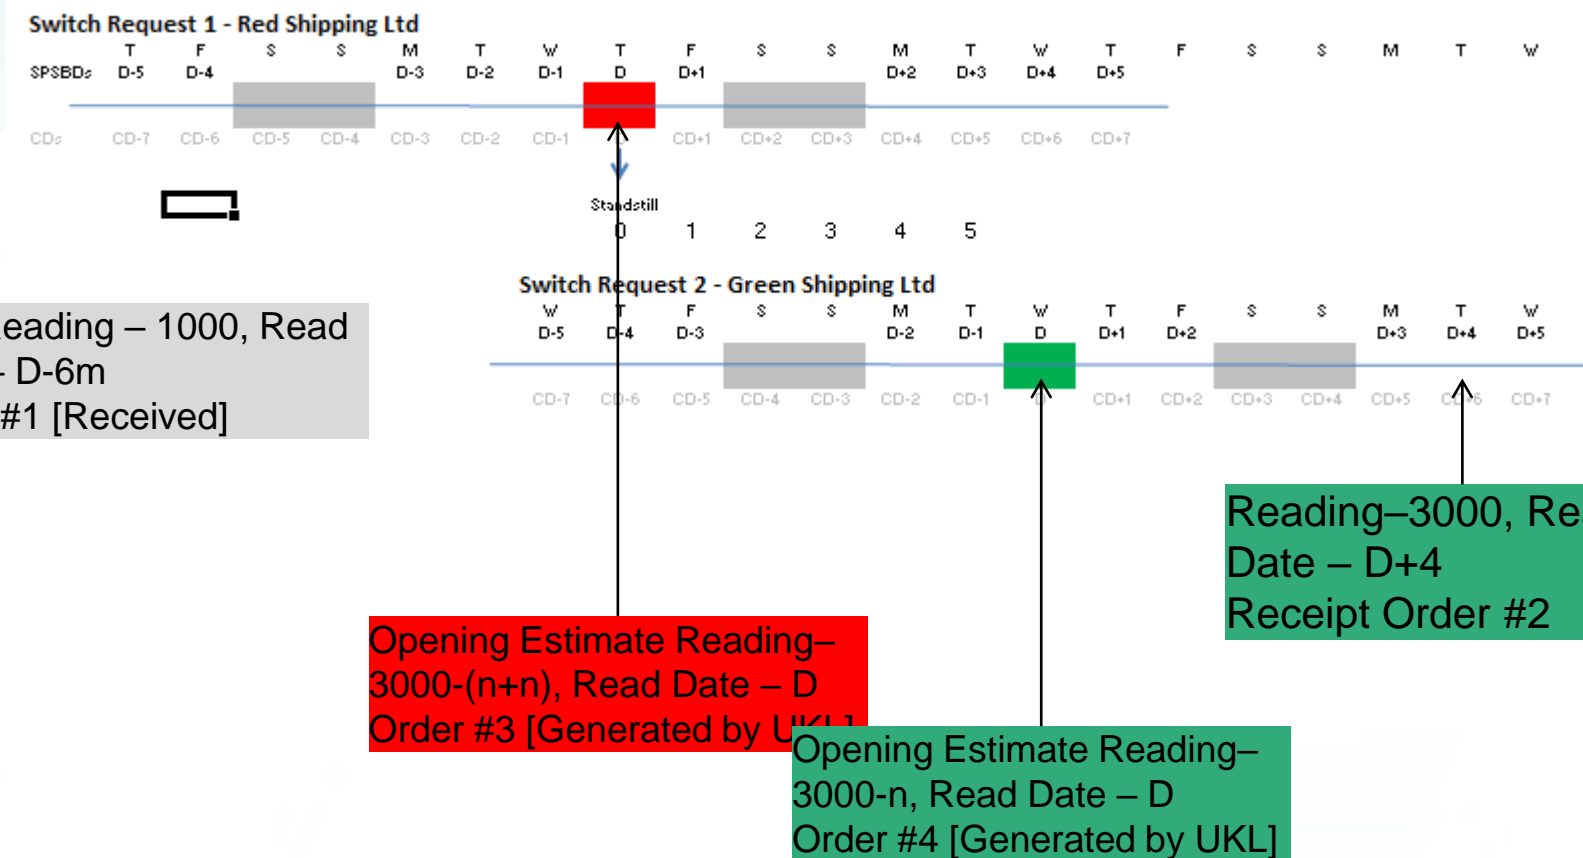 Switch Request 1 - Red Shipping Ltd
T F S S M T W T F S S M T W T F S S M T W
SPSBDs D-5 D-4 D-3 D-2 D-1 D D+1 D+2 D+3 D+4 D+5
CDs CD-7 CD-6 CD-5 CD-4 CD-3 CD-2 CD-1 CD+1 CD+2 CD+3 CD+4 CD+5 CD+6 CD+7
Standstill
0 1 2 3 4 5
Switch Request 2 - Green Shipping Ltd
W T F S S M T W T F S S M T W
D-5 D-4 D-3 D-2 D-1 D D+1 D+2 D+3 D+4 D+5
CD-7 CD-6 CD-5 CD-4 CD-3 CD-2 CD-1 D CD+1 CD+2 CD+3 CD+4 CD+5 CD+6 CD+7
eading – 1000, Read
- D-6m
#1 [Received]
Reading–3000, Rea
Date – D+4
Receipt Order #2
Opening Estimate Reading–
3000-(n+n), Read Date – D
Order #3 [Generated by UKL]
Opening Estimate Reading–
3000-n, Read Date – D
Order #4 [Generated by UKL]